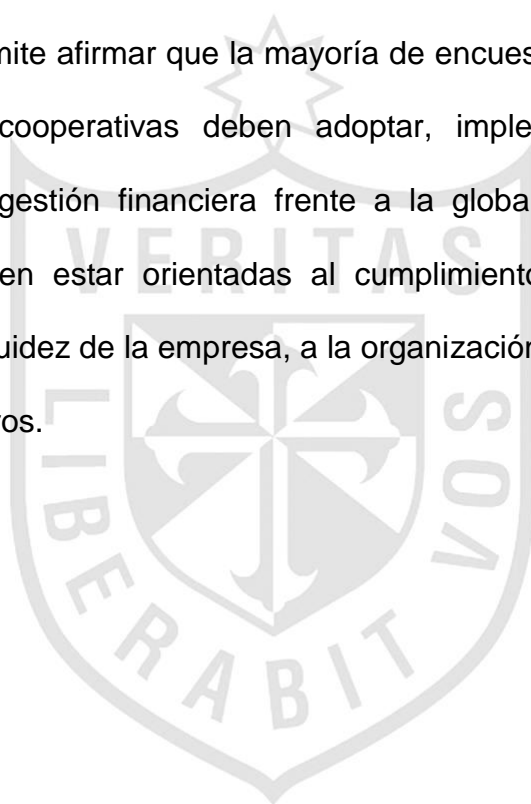 mite afirmar que la mayoría de encues
cooperativas deben adoptar, imple
gestión financiera frente a la globa
en estar orientadas al cumplimiento
uidez de la empresa, a la organización
vos.
VERITAS
LIBERABIT
VOS